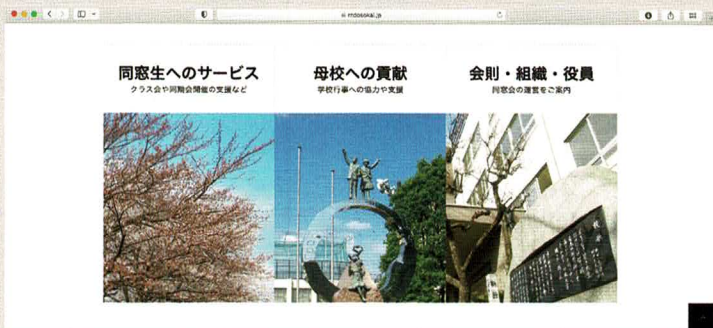 mdosokai.jp
同窓生へのサービス
クラス会や同期会開催の支援など
母校への貢献
学校行事への協力や支援
会則・組織・役員
同窓会の運営をご案内